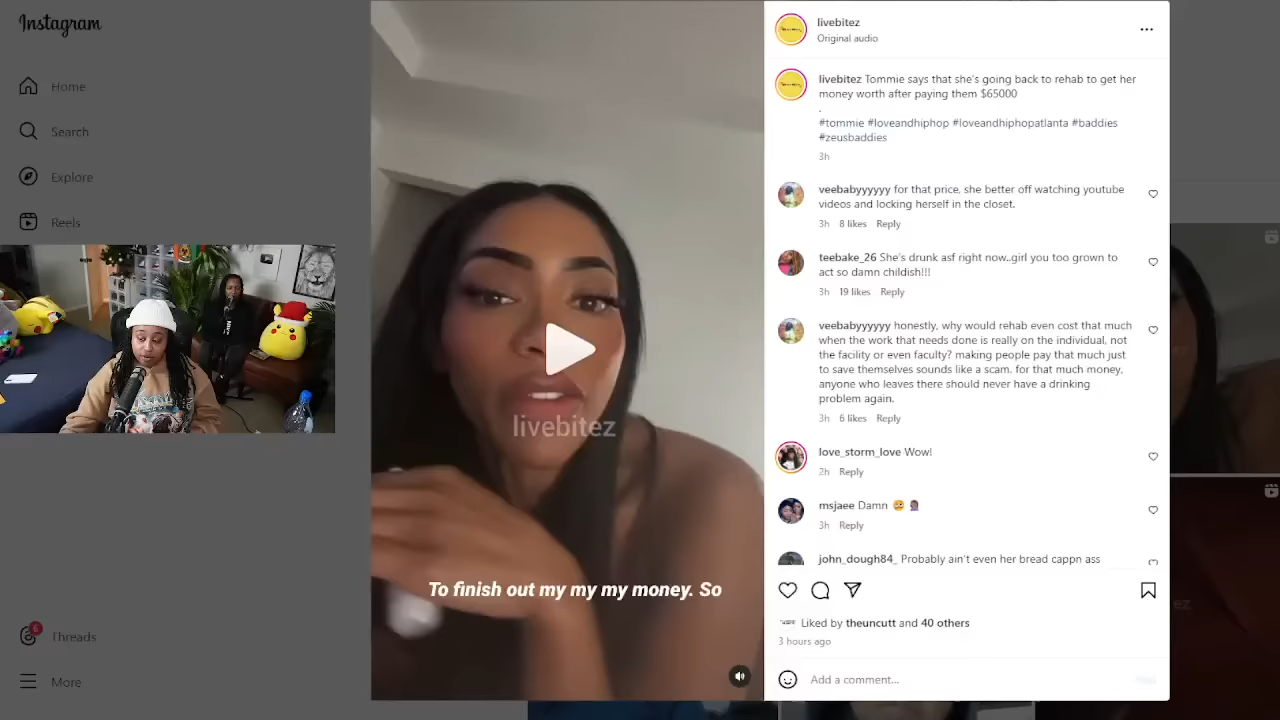 Instagram
Home
Search
Explore
Reels
6
Threads
More
livebitez
To finish out my my my money. So
livebitez
Original audio
livebitez Tommie says that she's going back to rehab to get her
money worth after paying them $65000
.
#tommie #loveandhiphop #loveandhiphopatlanta #baddies
#zeusbaddies
3h
veebabyyyyyy for that price, she better off watching youtube
videos and locking herself in the closet.
3h 8 likes Reply
teebake_26 She's drunk asf right now..girl you too grown to
act so damn childish!!!
3h 19 likes Reply
veebabyyyyyy honestly, why would rehab even cost that much
when the work that needs done is really on the individual, not
the facility or even faculty? making people pay that much just
to save themselves sounds like a scam. for that much money,
anyone who leaves there should never have a drinking
problem again.
3h 6 likes Reply
love_storm_love Wow!
2h Reply
msjaee Damn 🥴 🤦🏾‍♀️
3h Reply
john_dough84_ Probably ain't even her bread cappn ass
Liked by theuncutt and 40 others
3 hours ago
Add a comment...